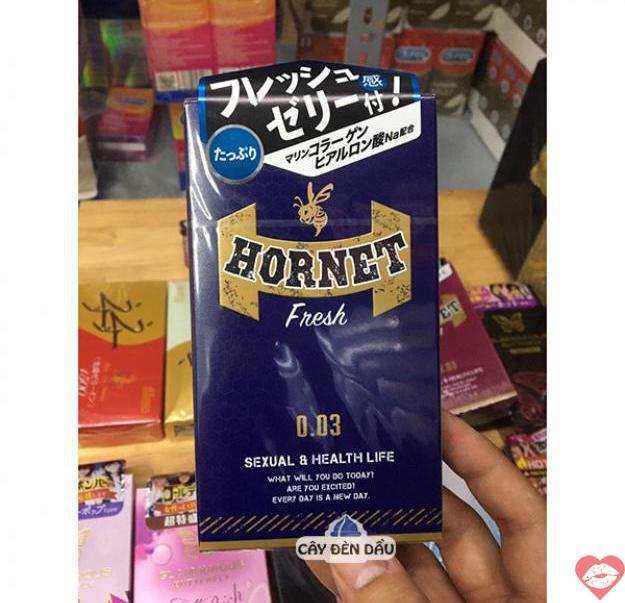 フレッシュ
ゼリー感付!
たっぷり
マリンコラーゲン
ヒアルロン酸Na配合
HORNET
Fresh
0.03
SEXUAL & HEALTH LIFE
WHAT WILL YOU DO TODAY?
ARE YOU EXCITED?
EVERY DAY IS A NEW DAY.
CÂY ĐÈN DẦU